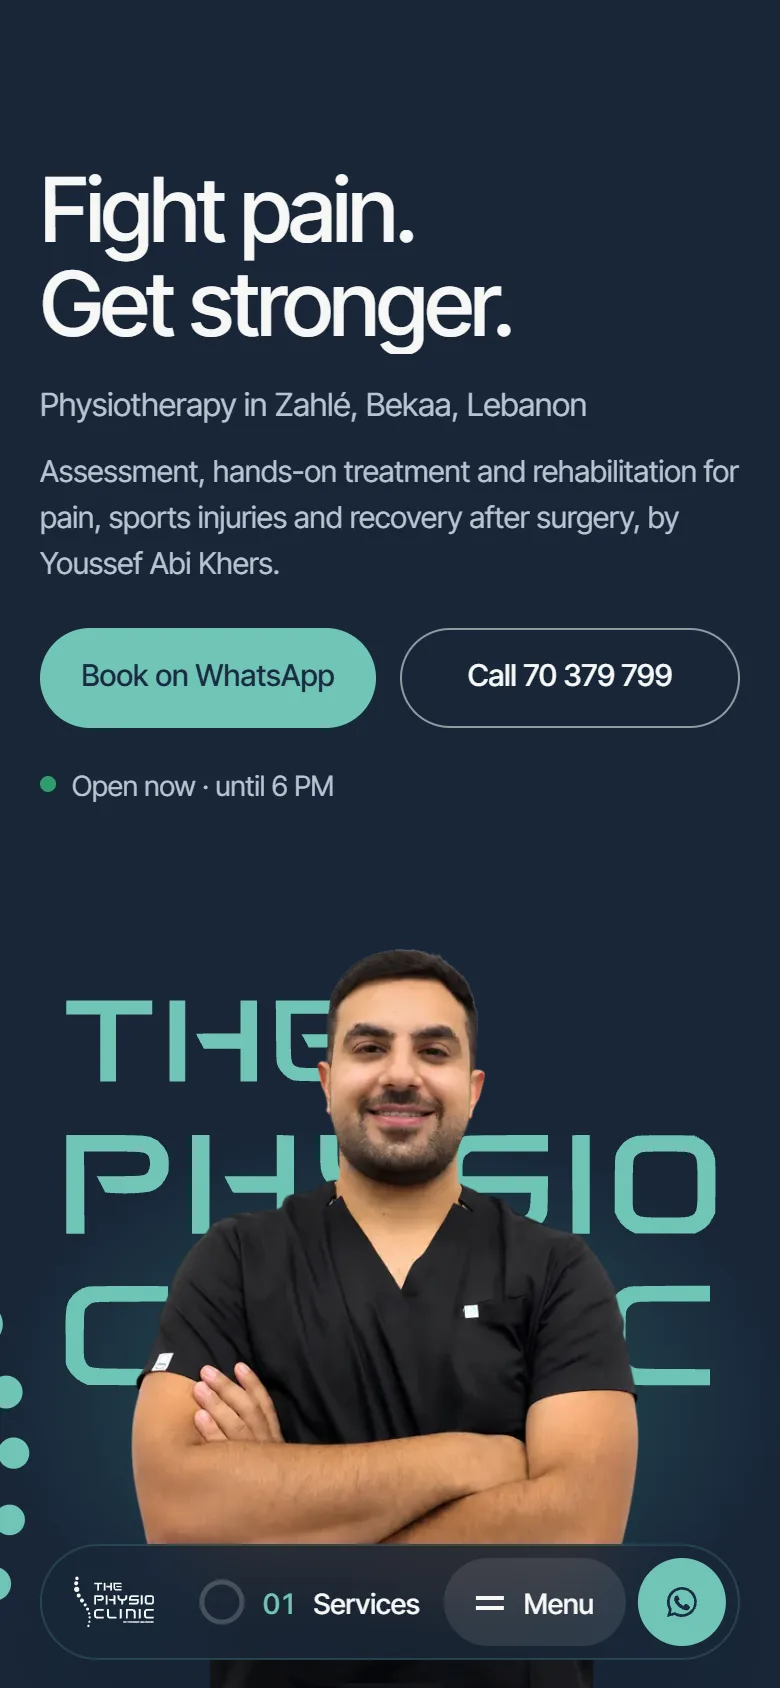 Fight pain.
Get stronger.
Physiotherapy in Zahlé, Bekaa, Lebanon
Assessment, hands-on treatment and rehabilitation for
pain, sports injuries and recovery after surgery, by
Youssef Abi Khers.
Book on WhatsApp
Call 70 379 799
Open now · until 6 PM
THE
PHYSIO
C C
THE
PHYSIO
CLINIC
01 Services
Menu